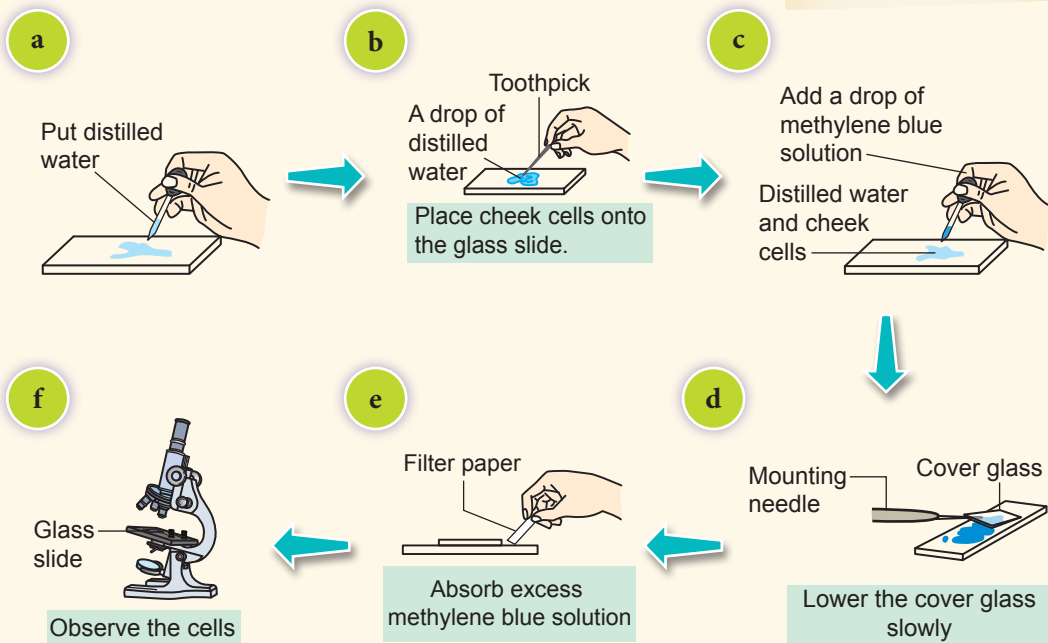 a
Put distilled
water
b
Toothpick
A drop of
distilled
water
Place cheek cells onto
the glass slide.
c
Add a drop of
methylene blue
solution
Distilled water
and cheek
cells
d
Mounting
needle
Cover glass
Lower the cover glass
slowly
e
Filter paper
Absorb excess
methylene blue solution
f
Glass
slide
Observe the cells